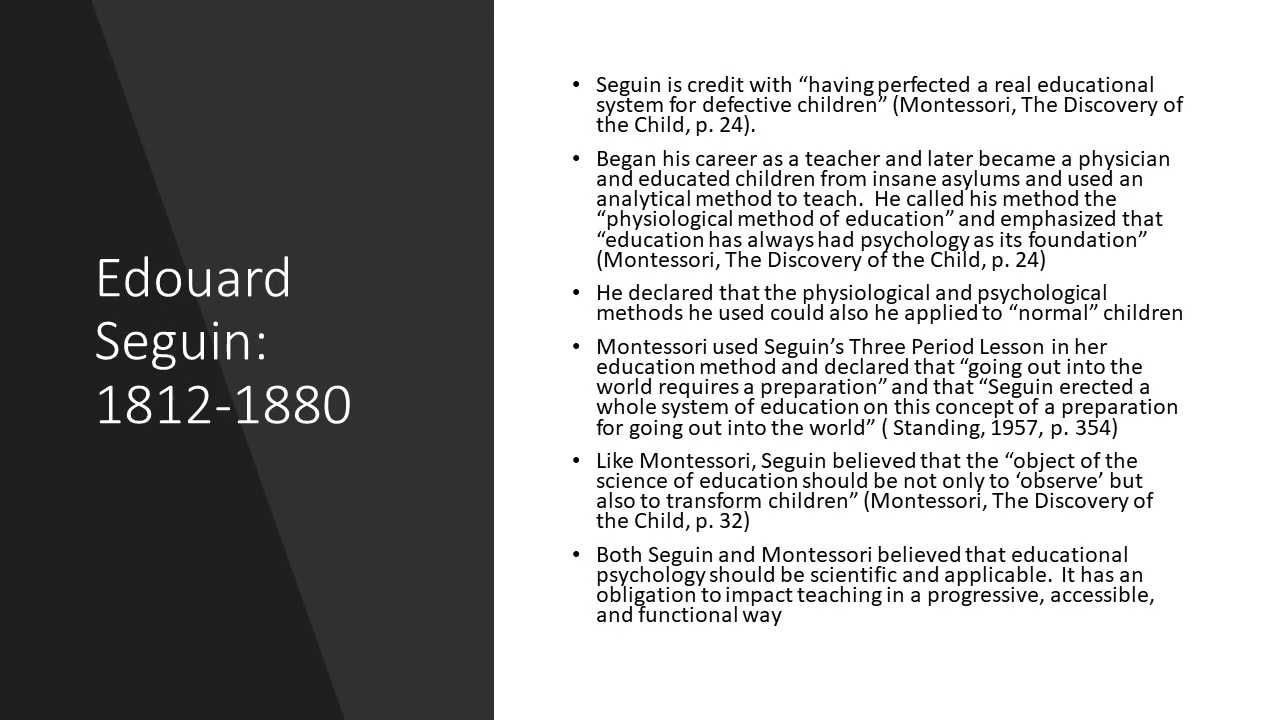 Edouard
Seguin:
1812-1880
• Seguin is credit with “having perfected a real educational
system for defective children” (Montessori, The Discovery of
the Child, p. 24).
• Began his career as a teacher and later became a physician
and educated children from insane asylums and used an
analytical method to teach.  He called his method the
“physiological method of education” and emphasized that
“education has always had psychology as its foundation”
(Montessori, The Discovery of the Child, p. 24)
• He declared that the physiological and psychological
methods he used could also he applied to “normal” children
• Montessori used Seguin’s Three Period Lesson in her
education method and declared that “going out into the
world requires a preparation” and that “Seguin erected a
whole system of education on this concept of a preparation
for going out into the world” ( Standing, 1957, p. 354)
• Like Montessori, Seguin believed that the “object of the
science of education should be not only to ‘observe’ but
also to transform children” (Montessori, The Discovery of
the Child, p. 32)
• Both Seguin and Montessori believed that educational
psychology should be scientific and applicable.  It has an
obligation to impact teaching in a progressive, accessible,
and functional way